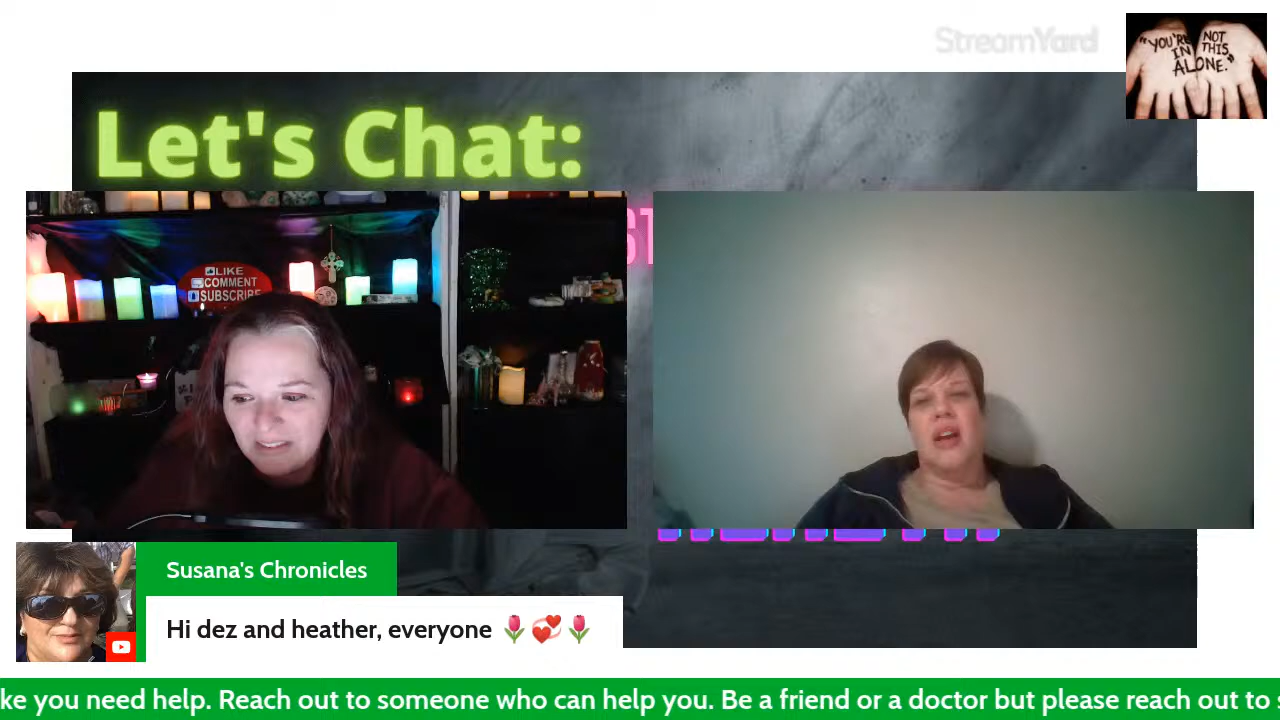 StreamYard
"YOU'RE NOT
IN THIS
ALONE."
Let's Chat:
LIKE
COMMENT
SUBSCRIBE
Susana's Chronicles
Hi dez and heather, everyone 🌷💞🌷
ke you need help. Reach out to someone who can help you. Be a friend or a doctor but please reach out to